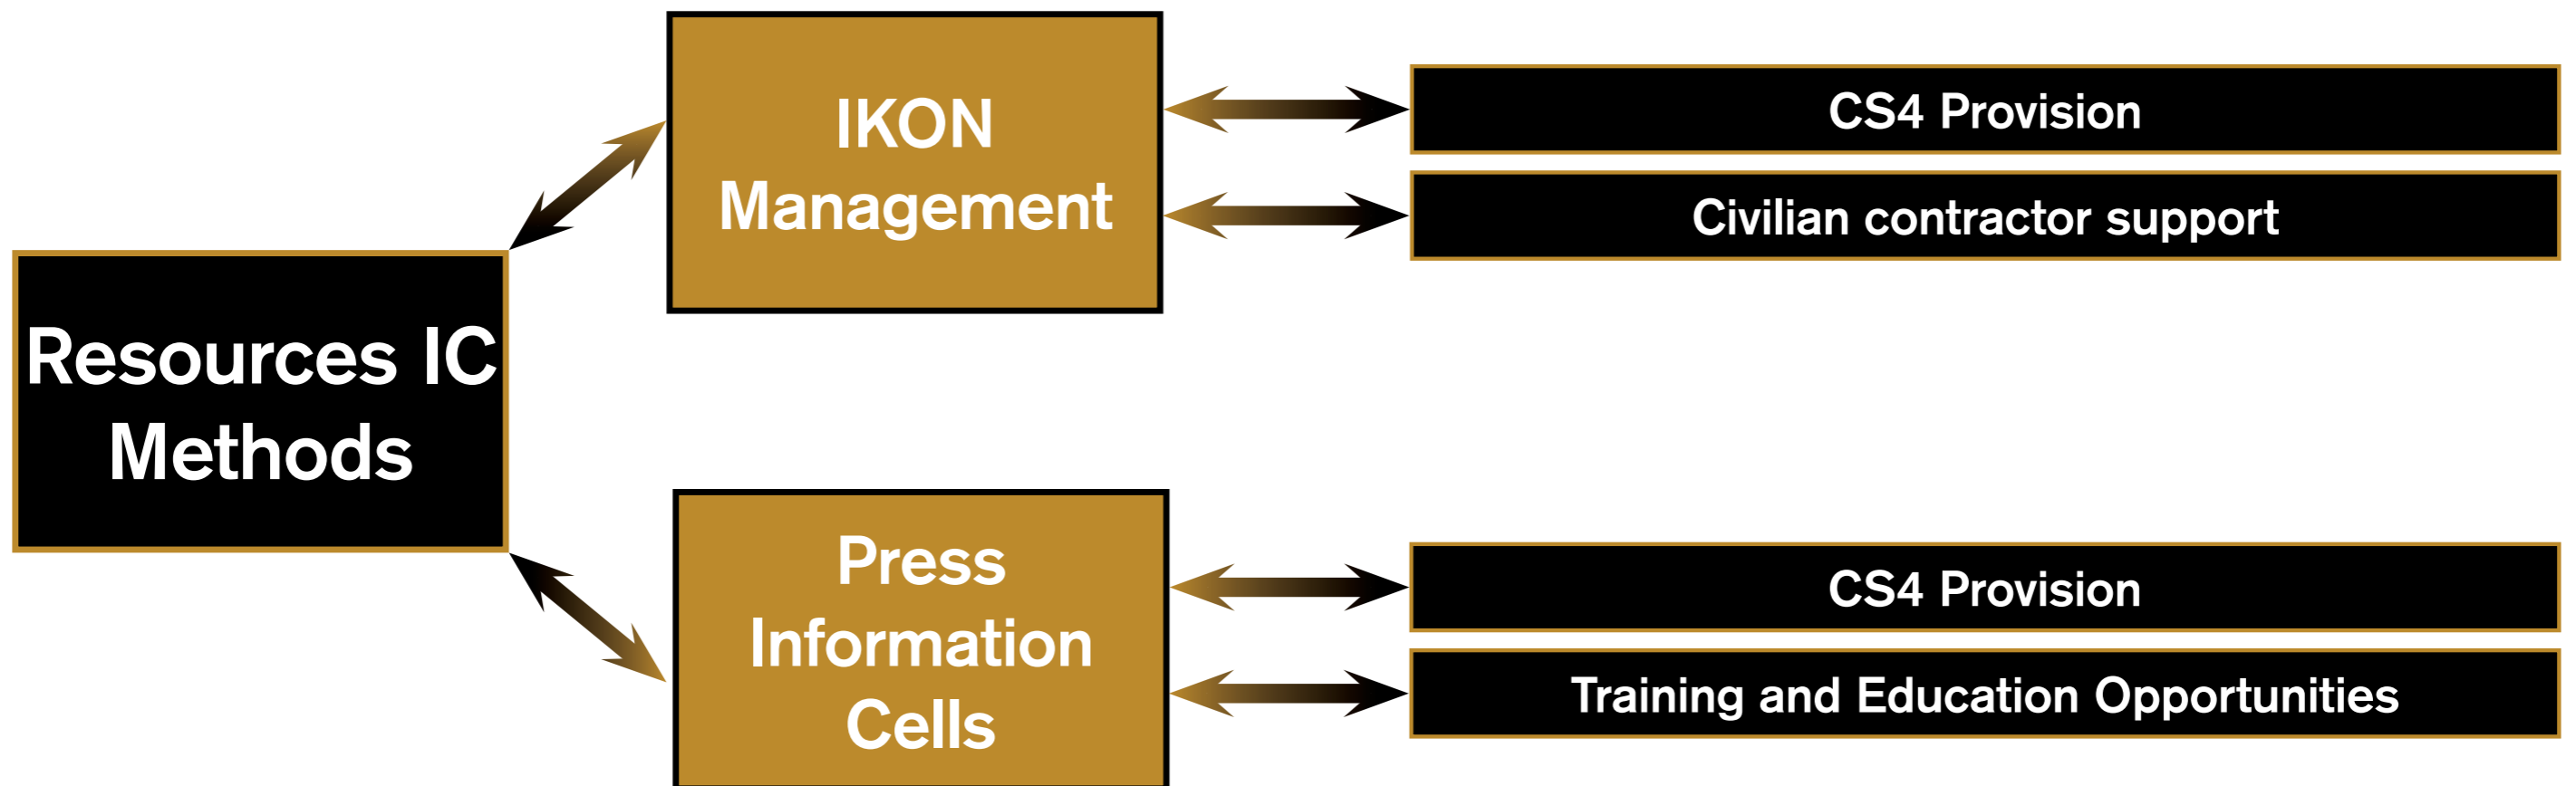 Resources IC
Methods
IKON
Management
CS4 Provision
Civilian contractor support
Press
Information
Cells
CS4 Provision
Training and Education Opportunities